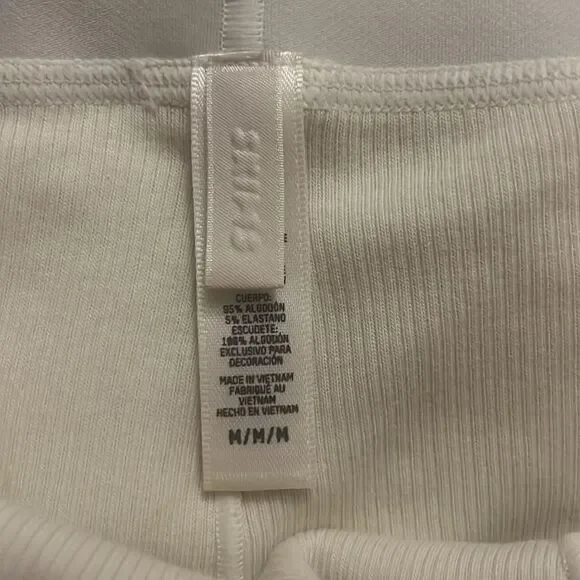 SKIMS
CUERPO:
95% ALGODÓN
5% ELASTANO
ESCUDETE:
100% ALGODÓN
EXCLUSIVO PARA
DECORACIÓN
MADE IN VIETNAM
FABRIQUÉ AU
VIETNAM
HECHO EN VIETNAM
M/M/M